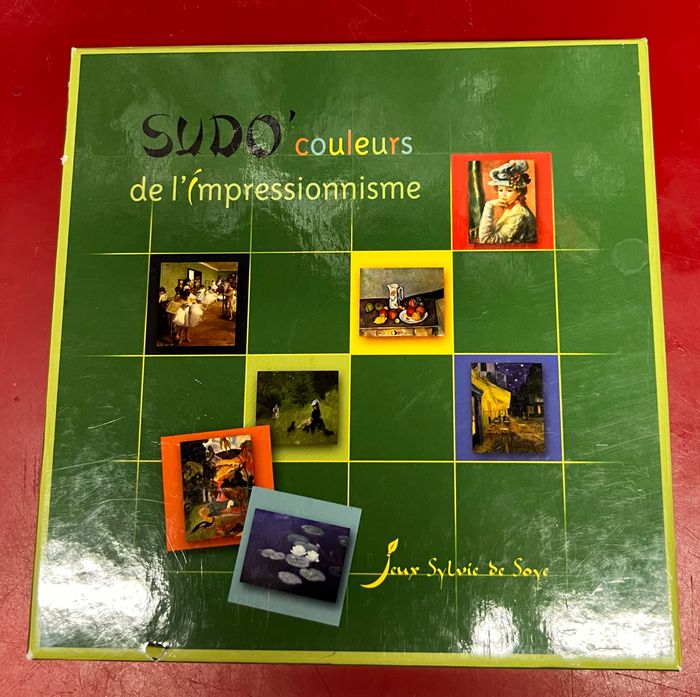 SUDO' couleurs
de l'impressionnisme
Jeux Sylvie de Soye